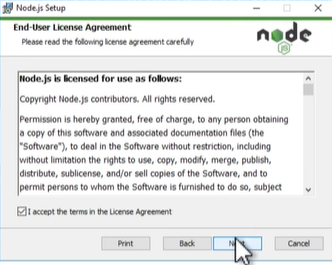 Node.js Setup
End-User License Agreement
Please read the following license agreement carefully
node
JS
Node.js is licensed for use as follows:
Copyright Node.js contributors. All rights reserved.
Permission is hereby granted, free of charge, to any person obtaining
a copy of this software and associated documentation files (the
"Software"), to deal in the Software without restriction, including
without limitation the rights to use, copy, modify, merge, publish,
distribute, sublicense, and/or sell copies of the Software, and to
permit persons to whom the Software is furnished to do so, subject
I accept the terms in the License Agreement
Print Back Cancel